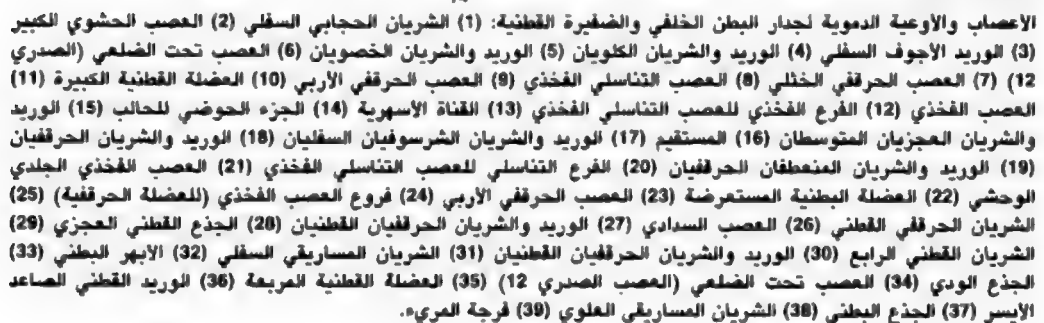 الأعصاب والأوعية الدموية لجدار البطن الخلفي والضفيرة القطنية: (1) الشريان الحجابي السفلي (2) العصب الحشوي الكبير
(3) الوريد الأجوف السفلي (4) الوريد والشريان الكلويان (5) الوريد والشريان الخصويان (6) العصب تحت الضلعي (الصدري
12) (7) العصب الحرقفي الخثلي (8) العصب التناسلي الفخذي (9) العصب الحرقفي الأربي (10) العضلة القطنية الكبيرة (11)
العصب الفخذي (12) الفرع الفخذي للعصب التناسلي الفخذي (13) القناة الأسهرية (14) الجزء الحوضي للحالب (15) الوريد
والشريان العجزيان المتوسطان (16) المستقيم (17) الوريد والشريان الشرسوفيان السفليان (18) الوريد والشريان الحرقفيان
(19) الوريد والشريان المنعطفان الحرقفيان (20) الفرع التناسلي للعصب التناسلي الفخذي (21) العصب الفخذي الجلدي
الوحشي (22) العضلة البطنية المستعرضة (23) العصب الحرقفي الأربي (24) فروع العصب الفخذي (للعضلة الحرقفية) (25)
الشريان الحرقفي القطني (26) العصب السدادي (27) الوريد والشريان الحرقفيان القطنيان (28) الجذع القطني العجزي (29)
الشريان القطني الرابع (30) الوريد والشريان الحرقفيان القطنيان (31) الشريان المساريقي السفلي (32) الأبهر البطني (33)
الجذع الودي (34) العصب تحت الضلعي (العصب الصدري 12) (35) العضلة القطنية المربعة (36) الوريد القطني الصاعد
الأيسر (37) الجذع البطني (38) الشريان المساريقي العلوي (39) فرجة المريء.